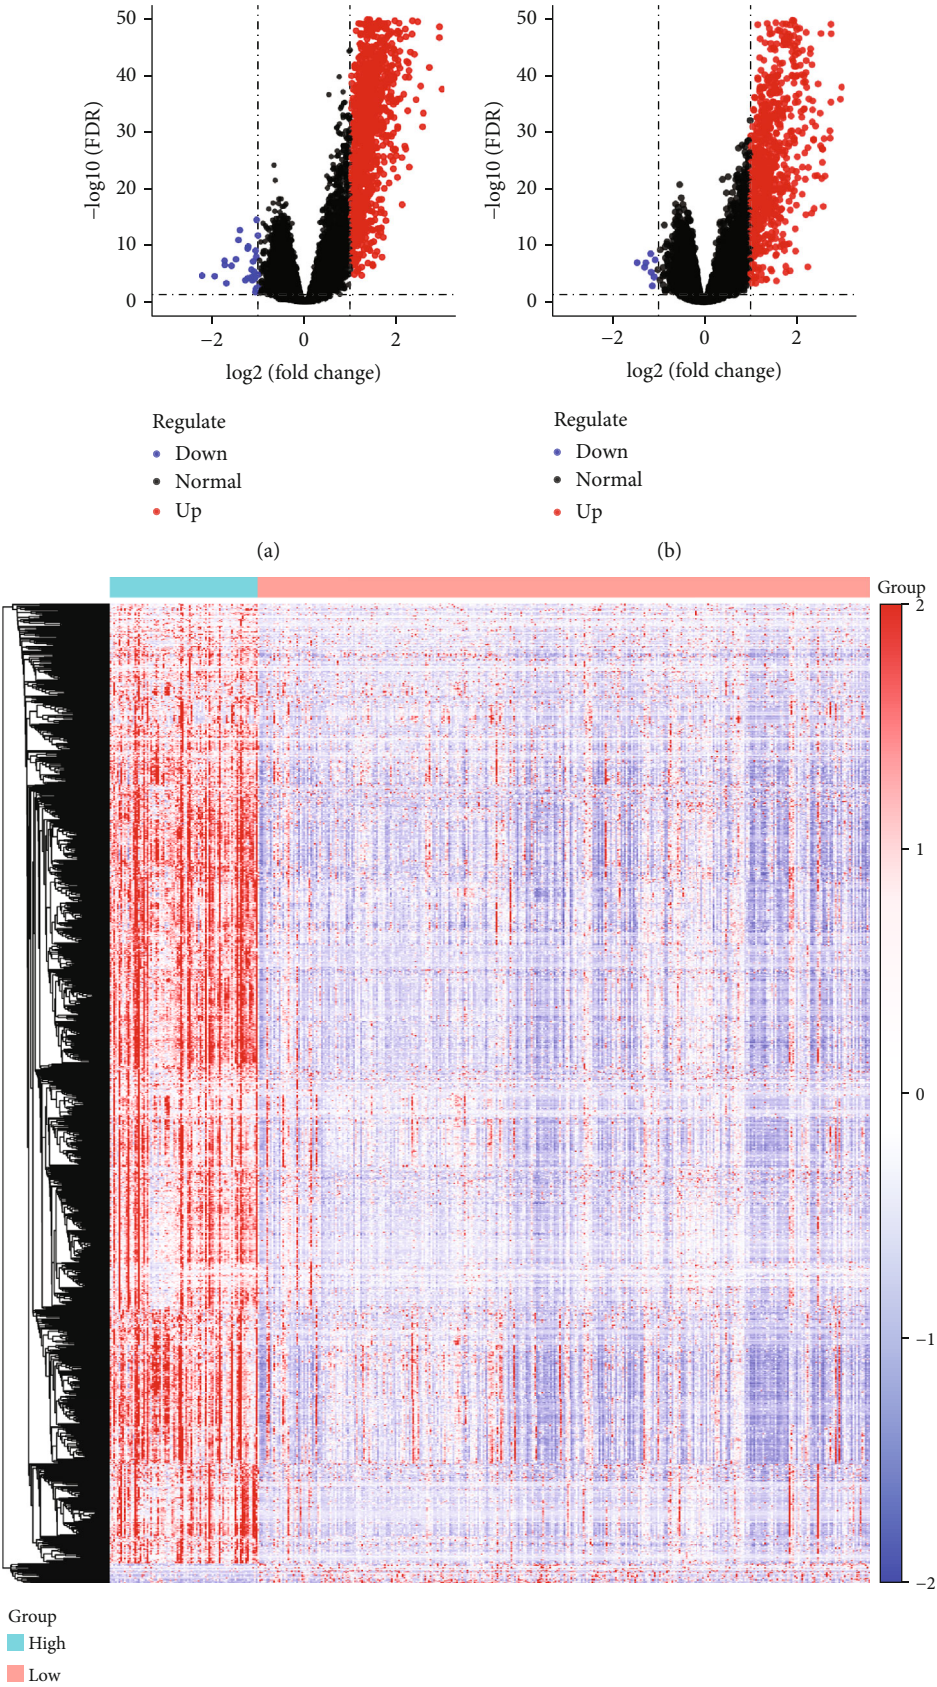 50
40
30
20
10
0
−log10 (FDR)
−2
0
2
log2 (fold change)
Regulate
Down
Normal
Up
(a)
50
40
30
20
10
0
−log10 (FDR)
−2
0
2
log2 (fold change)
Regulate
Down
Normal
Up
(b)
Group
2
1
0
−1
−2
Group
High
Low